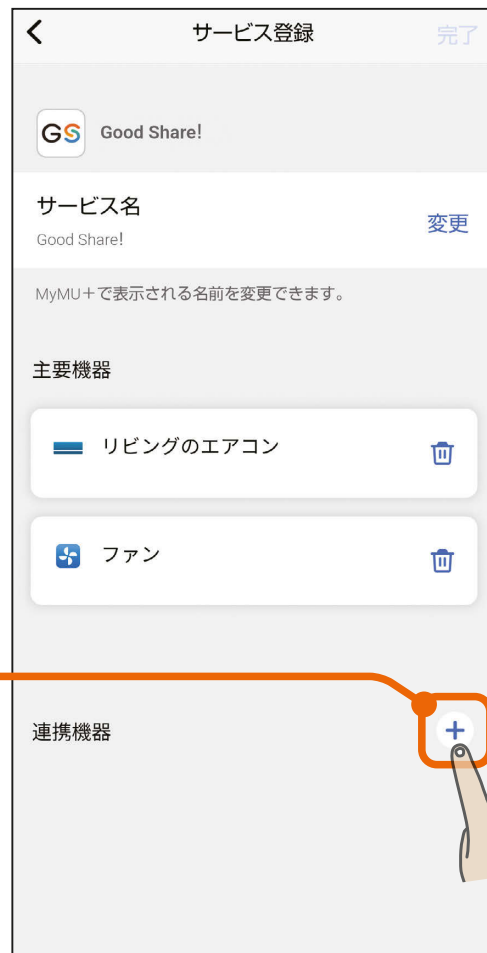 サービス登録
完了
GS
Good Share!
サービス名
Good Share!
変更
MyMU+で表示される名前を変更できます。
主要機器
リビングのエアコン
ファン
連携機器